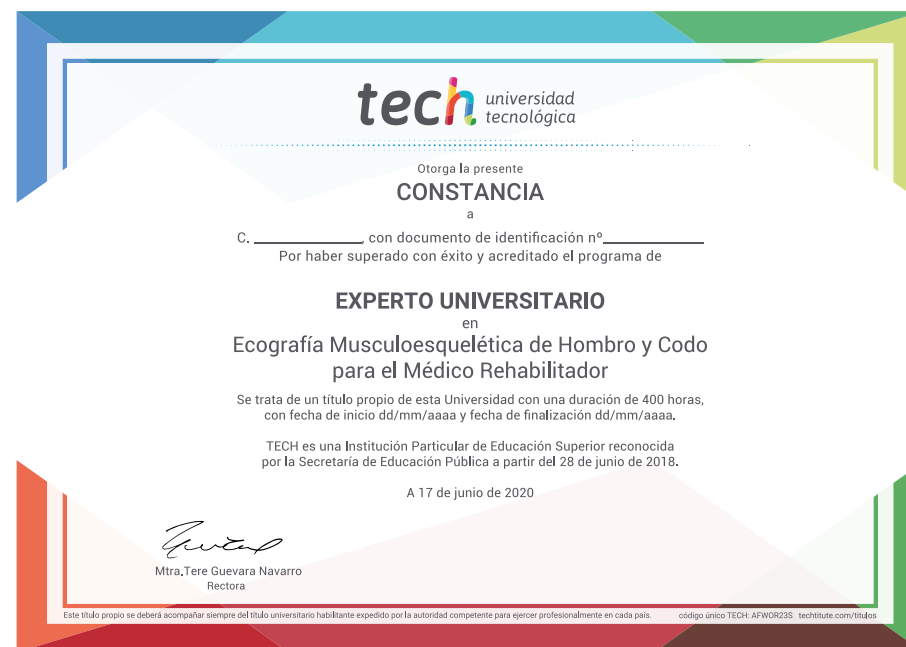 tech universidad
tecnológica
Otorga la presente
CONSTANCIA
a
C. ____________, con documento de identificación nº____________
Por haber superado con éxito y acreditado el programa de
EXPERTO UNIVERSITARIO
en
Ecografía Musculoesquelética de Hombro y Codo
para el Médico Rehabilitador
Se trata de un título propio de esta Universidad con una duración de 400 horas,
con fecha de inicio dd/mm/aaaa y fecha de finalización dd/mm/aaaa.
TECH es una Institución Particular de Educación Superior reconocida
por la Secretaría de Educación Pública a partir del 28 de junio de 2018.
A 17 de junio de 2020
Mtra.Tere Guevara Navarro
Rectora
Este título propio se deberá acompañar siempre del título universitario habilitante expedido por la autoridad competente para ejercer profesionalmente en cada país. código único TECH: AFWOR23S techtitute.com/titulos